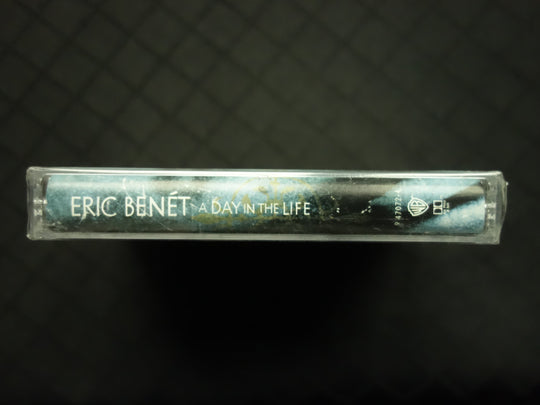 ERIC BENÉT A DAY IN THE LIFE